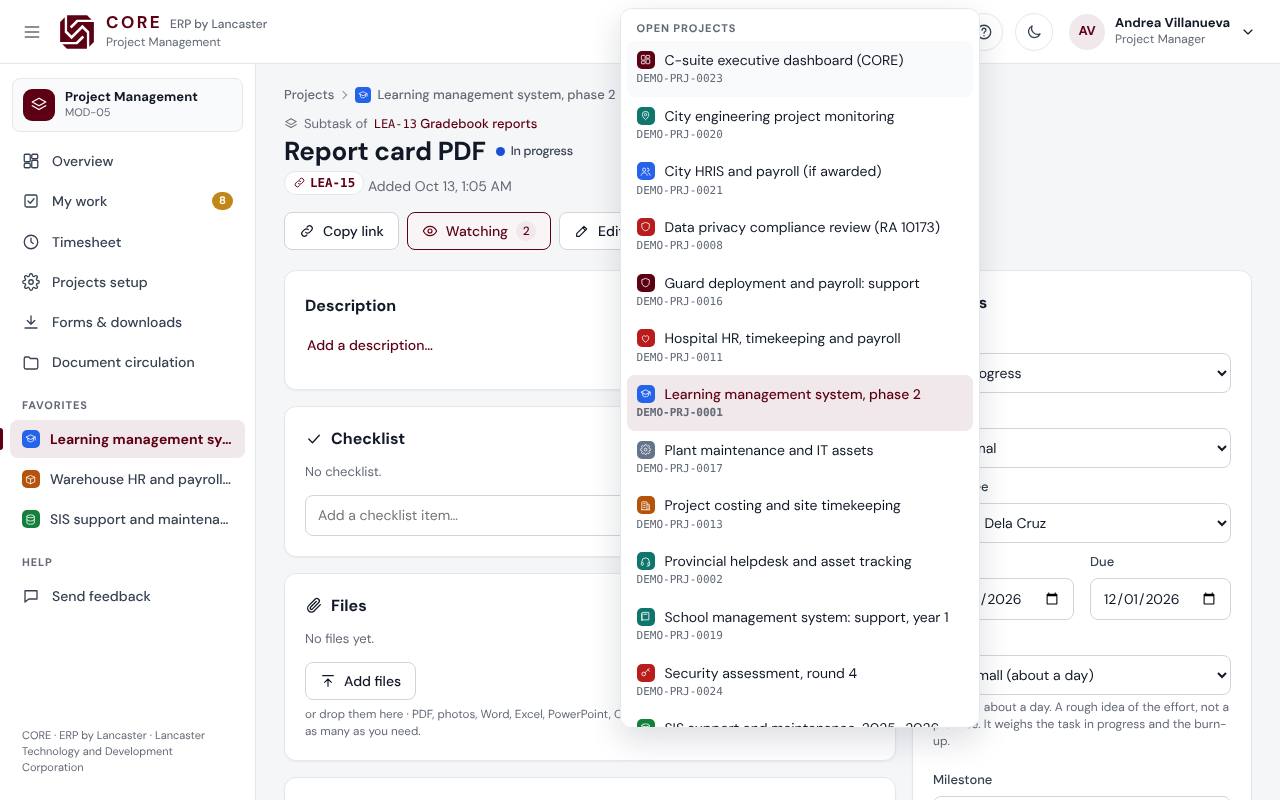 CORE ERP by Lancaster
Project Management
AV
Andrea Villanueva
Project Manager
Project Management
MOD-05
Overview
My work 8
Timesheet
Projects setup
Forms & downloads
Document circulation
FAVORITES
Learning management sy...
Warehouse HR and payroll...
SIS support and maintena...
HELP
Send feedback
CORE · ERP by Lancaster · Lancaster
Technology and Development
Corporation
Projects
Learning management system, phase 2
Subtask of LEA-13 Gradebook reports
Report card PDF In progress
LEA-15 Added Oct 13, 1:05 AM
Copy link
Watching 2
Description
Add a description...
Checklist
No checklist.
Add a checklist item...
Files
No files yet.
Add files
or drop them here · PDF, photos, Word, Excel, PowerPoint,
as many as you need.
OPEN PROJECTS
C-suite executive dashboard (CORE)
DEMO-PRJ-0023
City engineering project monitoring
DEMO-PRJ-0020
City HRIS and payroll (if awarded)
DEMO-PRJ-0021
Data privacy compliance review (RA 10173)
DEMO-PRJ-0008
Guard deployment and payroll: support
DEMO-PRJ-0016
Hospital HR, timekeeping and payroll
DEMO-PRJ-0011
Learning management system, phase 2
DEMO-PRJ-0001
Plant maintenance and IT assets
DEMO-PRJ-0017
Project costing and site timekeeping
DEMO-PRJ-0013
Provincial helpdesk and asset tracking
DEMO-PRJ-0002
School management system: support, year 1
DEMO-PRJ-0019
Security assessment, round 4
DEMO-PRJ-0024
Dela Cruz
Due
/2026
12/01/2026
(about a day)
about a day. A rough idea of the effort, not a
It weighs the task in progress and the burn-
up.
Milestone